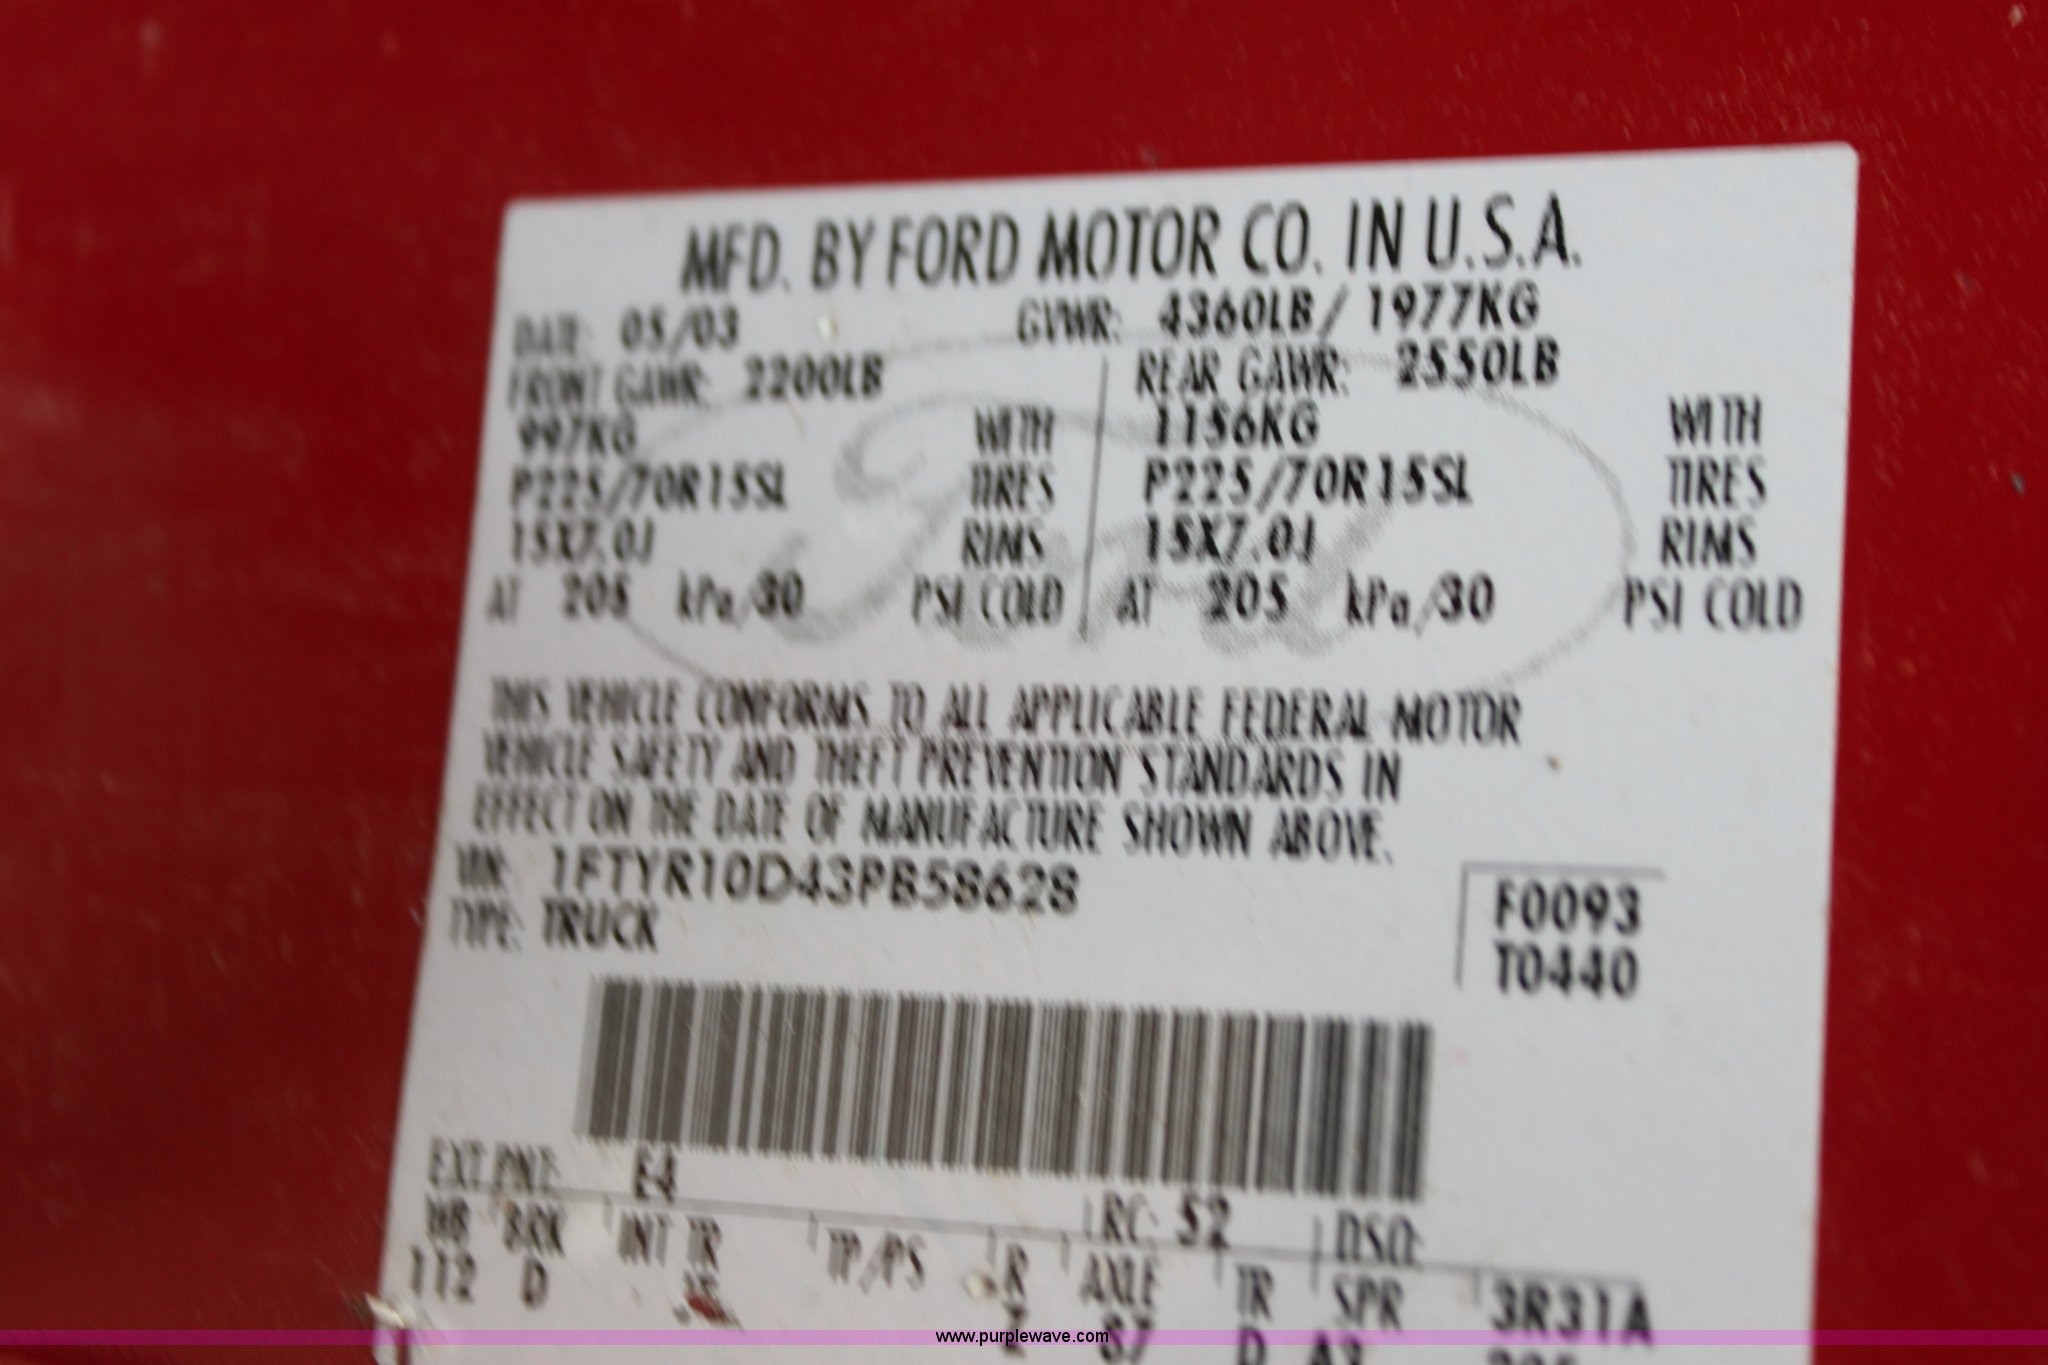 MFD. BY FORD MOTOR CO. IN U.S.A.
DATE: 05/03 GVWR: 4360LB / 1977KG
FRONT GAWR: 2200LB REAR GAWR: 2550LB
997KG WITH 1156KG WITH
P225/70R15SL TIRES P225/70R15SL TIRES
15X7.0J RIMS 15X7.0J RIMS
AT 205 kPa/30 PSI COLD AT 205 kPa/30 PSI COLD
Ford
THIS VEHICLE CONFORMS TO ALL APPLICABLE FEDERAL MOTOR
VEHICLE SAFETY AND THEFT PREVENTION STANDARDS IN
EFFECT ON THE DATE OF MANUFACTURE SHOWN ABOVE.
VIN: 1FTYR10D43PB58628
TYPE: TRUCK
F0093
T0440
EXT PNT: E4 RC: 52 DSO:
WB BRK INT TR TP/PS R AXLE TR SPR 3R31A
112 D Z 87 D
www.purplewave.com